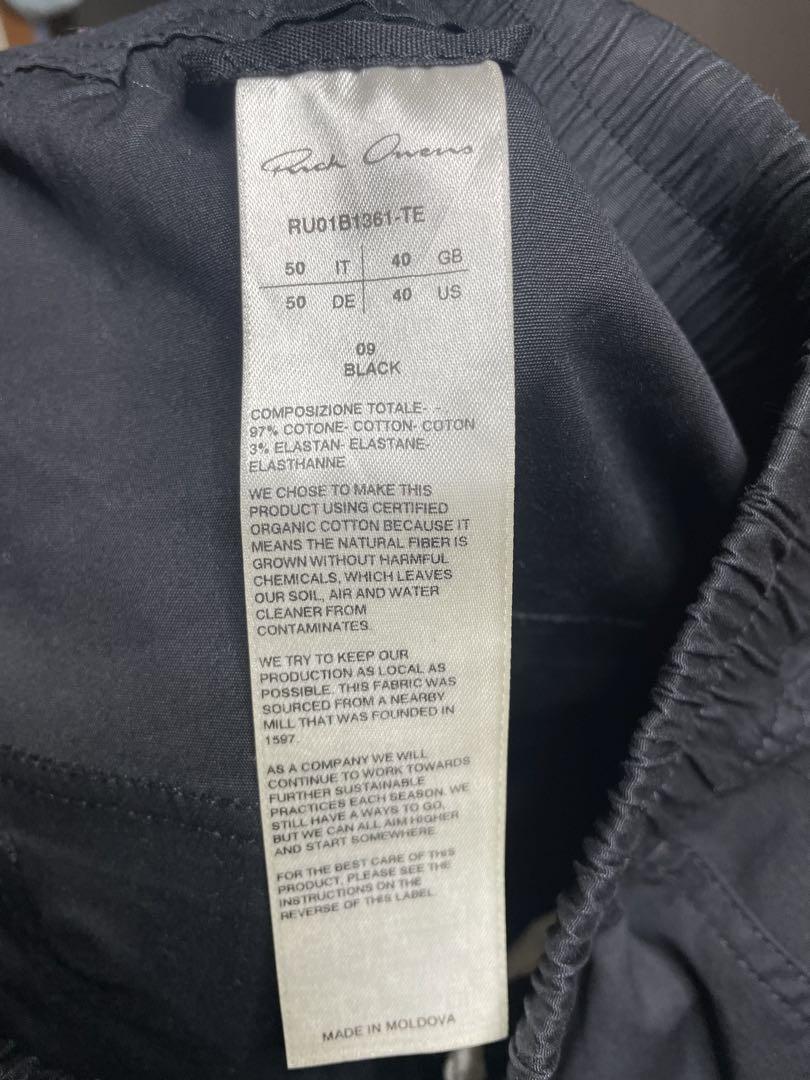 Rick Owens
RU01B1361-TE
50 IT 40 GB
50 DE 40 US
09
BLACK
COMPOSIZIONE TOTALE- -
97% COTONE- COTTON- COTON
3% ELASTAN- ELASTANE-
ELASTHANNE
WE CHOSE TO MAKE THIS
PRODUCT USING CERTIFIED
ORGANIC COTTON BECAUSE IT
MEANS THE NATURAL FIBER IS
GROWN WITHOUT HARMFUL
CHEMICALS, WHICH LEAVES
OUR SOIL, AIR AND WATER
CLEANER FROM
CONTAMINATES.
WE TRY TO KEEP OUR
PRODUCTION AS LOCAL AS
POSSIBLE. THIS FABRIC WAS
SOURCED FROM A NEARBY
MILL THAT WAS FOUNDED IN
1597.
AS A COMPANY WE WILL
CONTINUE TO WORK TOWARDS
FURTHER SUSTAINABLE
PRACTICES EACH SEASON. WE
STILL HAVE A WAYS TO GO,
BUT WE CAN ALL AIM HIGHER
AND START SOMEWHERE.
FOR THE BEST CARE OF THIS
PRODUCT, PLEASE SEE THE
INSTRUCTIONS ON THE
REVERSE OF THIS LABEL.
MADE IN MOLDOVA